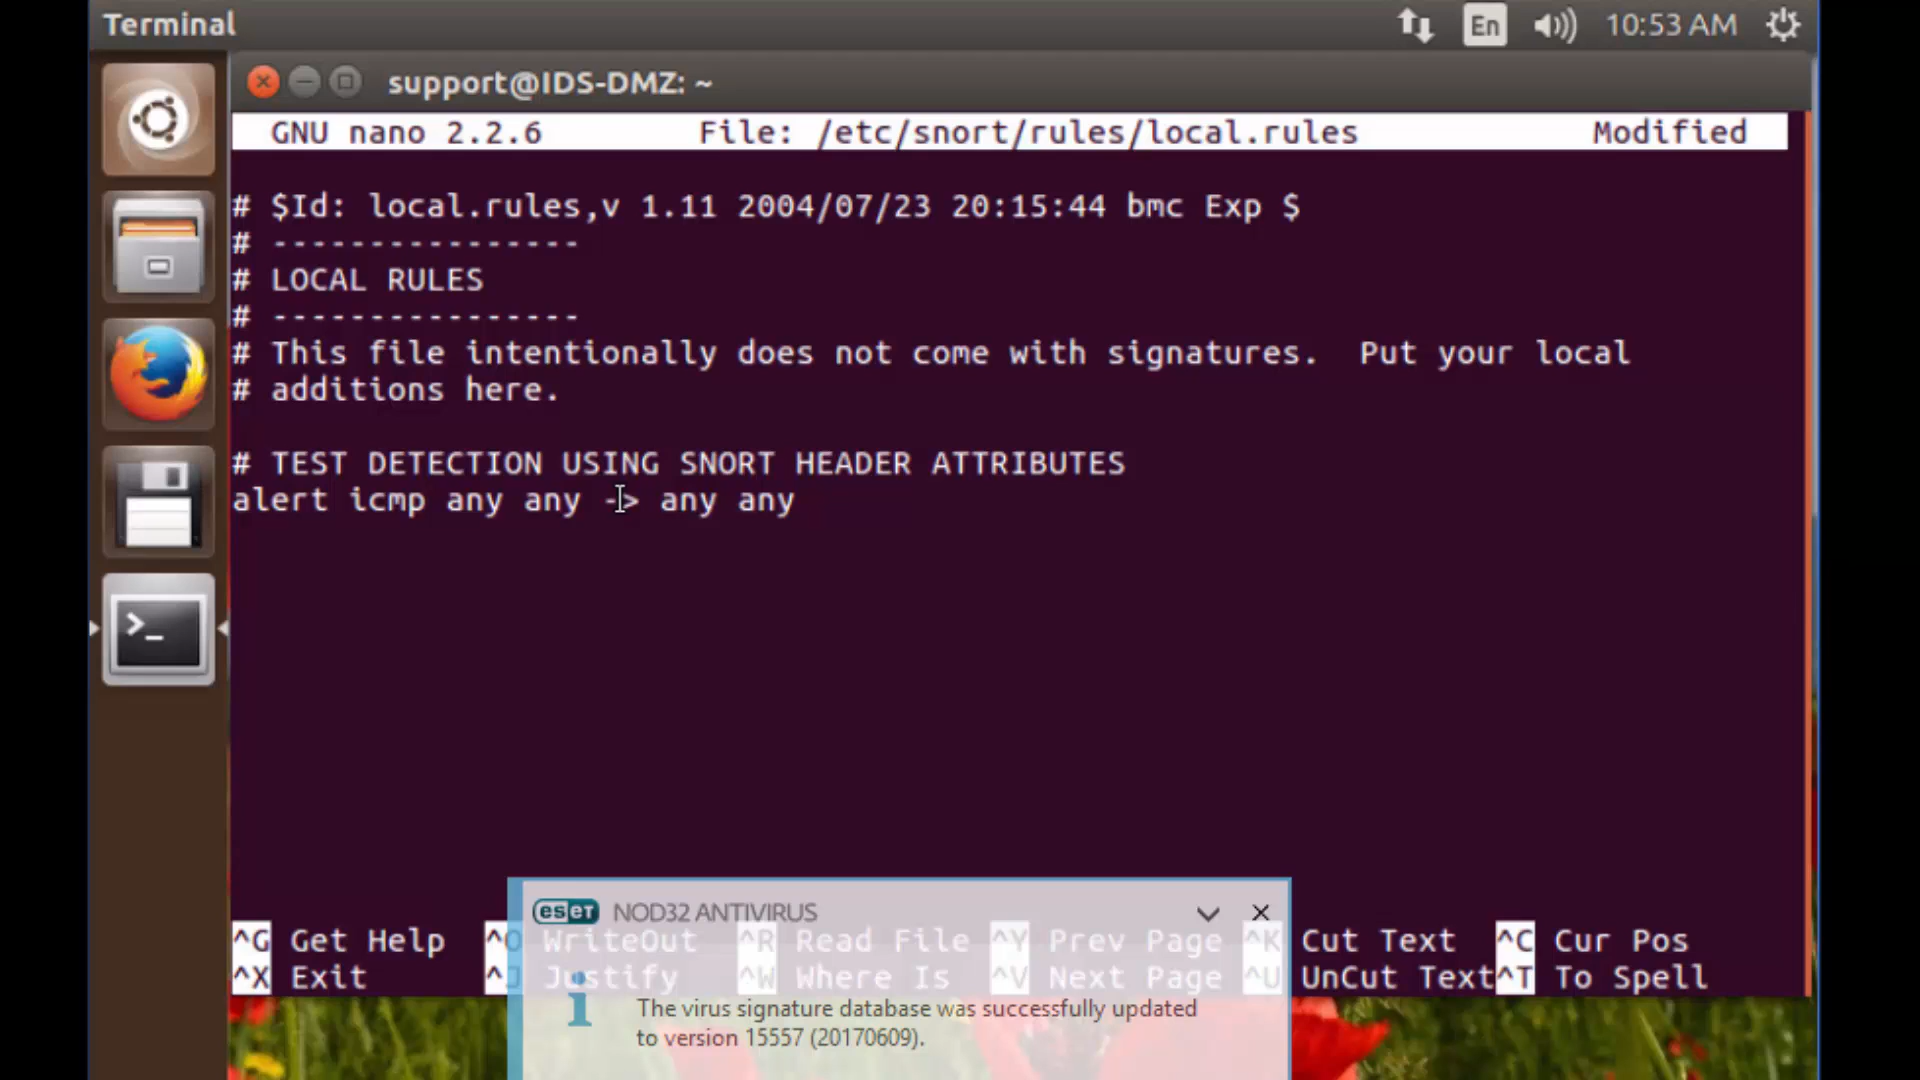 Terminal
En
10:53 AM
support@IDS-DMZ: ~
GNU nano 2.2.6 File: /etc/snort/rules/local.rules Modified
# $Id: local.rules,v 1.11 2004/07/23 20:15:44 bmc Exp $
# ----------------
# LOCAL RULES
# ----------------
# This file intentionally does not come with signatures.  Put your local
# additions here.
# TEST DETECTION USING SNORT HEADER ATTRIBUTES
alert icmp any any -> any any
eseT NOD32 ANTIVIRUS
^G Get Help ^O WriteOut ^R Read File ^Y Prev Page ^K Cut Text ^C Cur Pos
^X Exit ^J Justify ^W Where Is ^V Next Page ^U UnCut Text ^T To Spell
The virus signature database was successfully updated
to version 15557 (20170609).